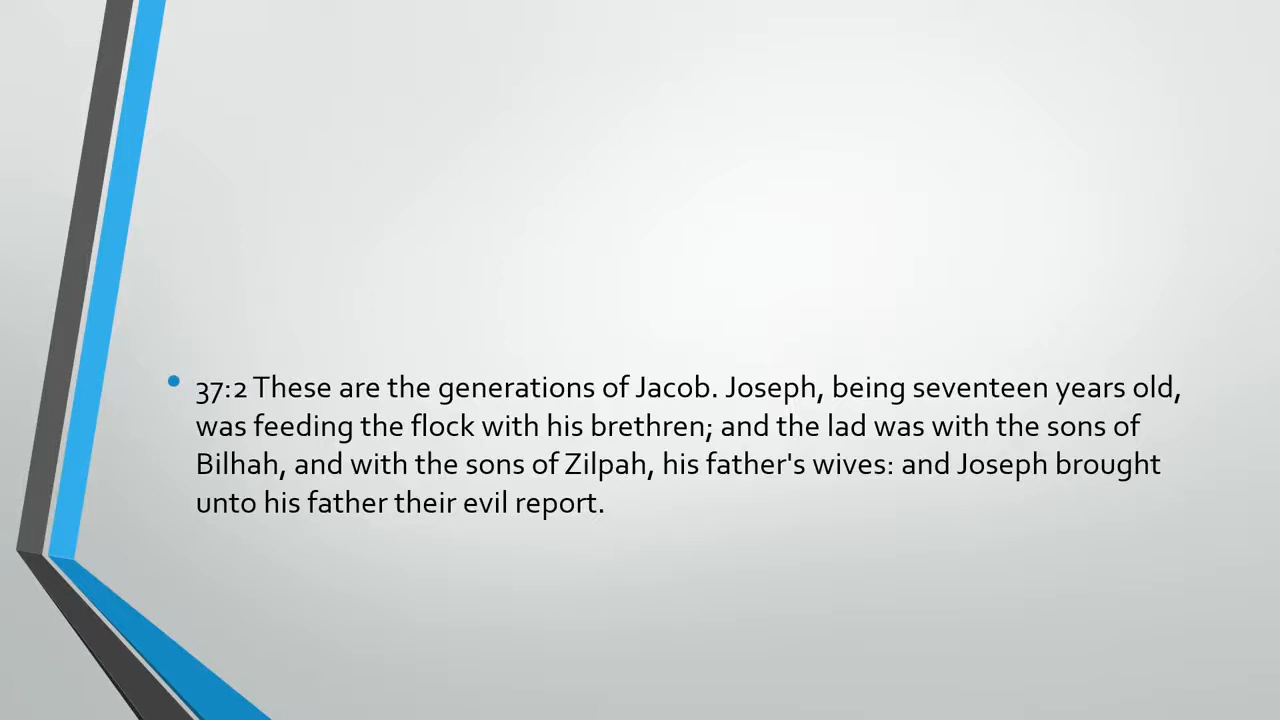 • 37:2 These are the generations of Jacob. Joseph, being seventeen years old,
was feeding the flock with his brethren; and the lad was with the sons of
Bilhah, and with the sons of Zilpah, his father's wives: and Joseph brought
unto his father their evil report.